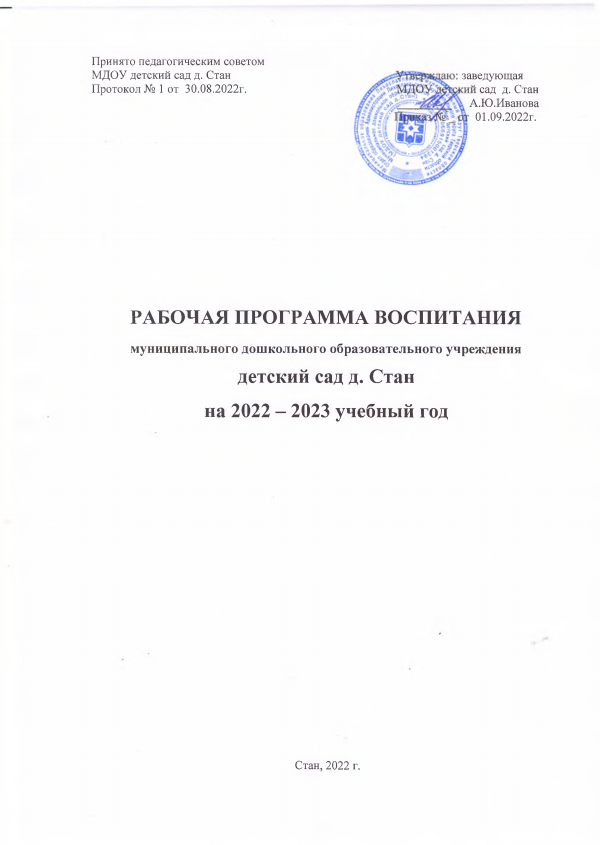 Принято педагогическим советом
МДОУ детский сад д. Стан
Протокол № 1 от 30.08.2022г.
Утверждаю: заведующая
МДОУ детский сад д. Стан
А.Ю.Иванова
Приказ № от 01.09.2022г.
РАБОЧАЯ ПРОГРАММА ВОСПИТАНИЯ
муниципального дошкольного образовательного учреждения
детский сад д. Стан
на 2022 – 2023 учебный год
Стан, 2022 г.